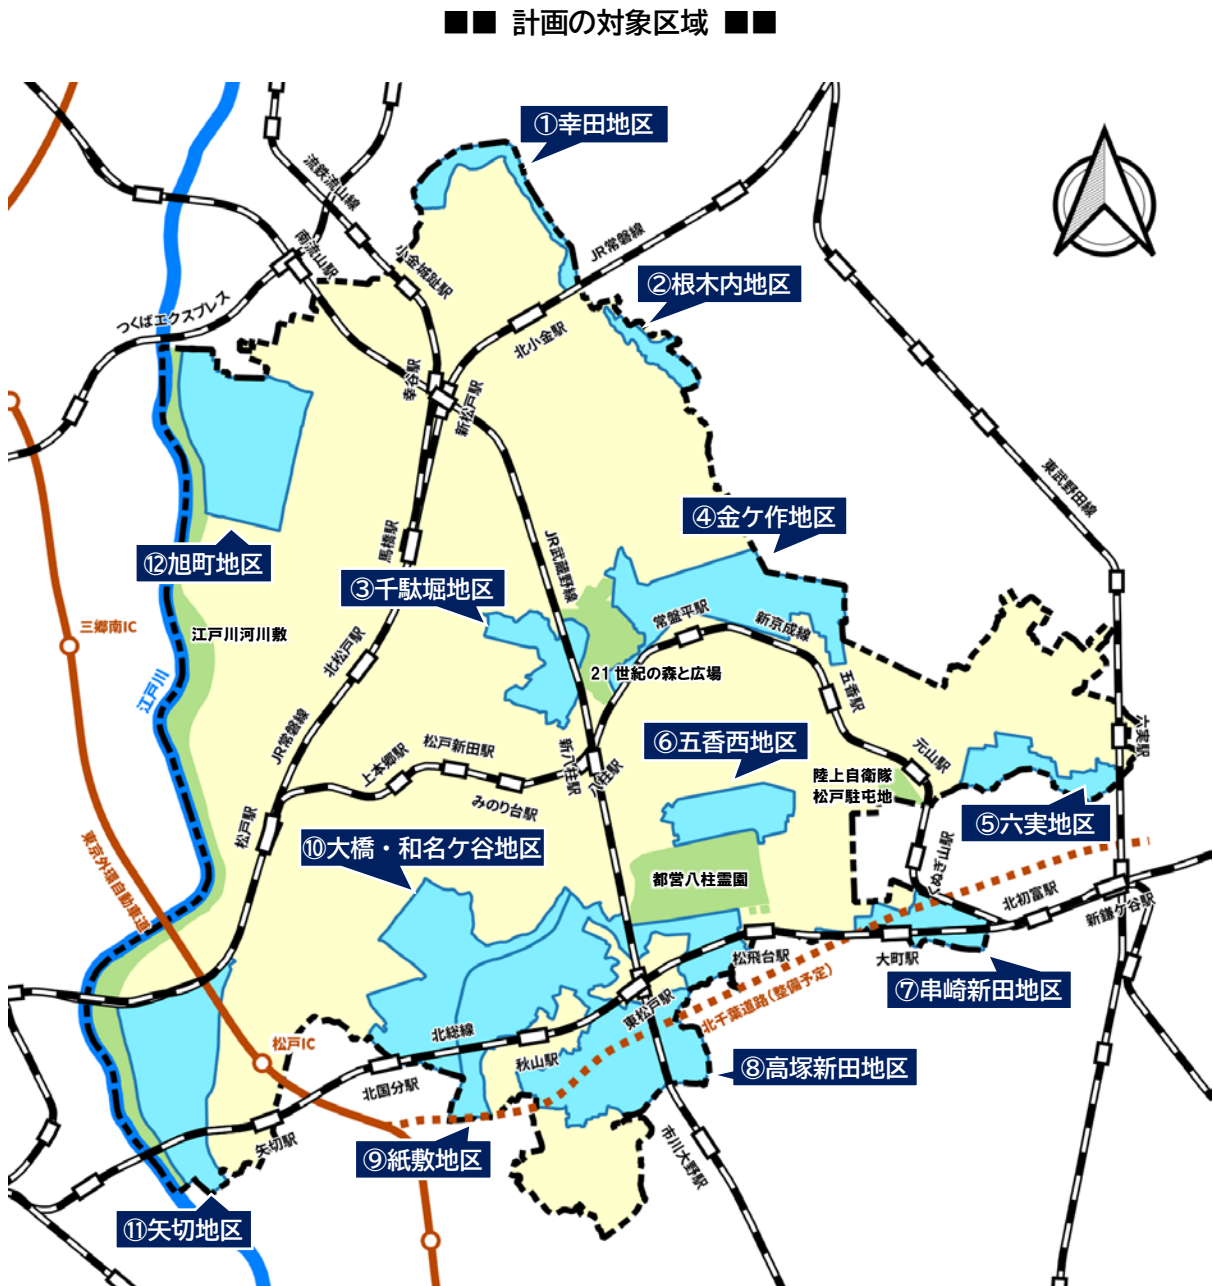 ■■ 計画の対象区域 ■■
①幸田地区
流鉄流山線
南流山駅
小金城趾駅
JR常磐線
②根木内地区
つくばエクスプレス
北小金駅
幸谷駅
新松戸駅
東武野田線
④金ケ作地区
馬橋駅
JR武蔵野線
⑫旭町地区
③千駄堀地区
常盤平駅
新京成線
三郷南IC
江戸川河川敷
北松戸駅
21世紀の森と広場
五香駅
江戸川
JR常磐線
⑥五香西地区
六実駅
松戸新田駅
上本郷駅
新八柱駅
八柱駅
元山駅
陸上自衛隊
松戸駐屯地
みのり台駅
松戸駅
⑤六実地区
東京外環自動車道
⑩大橋・和名ケ谷地区
くぬぎ山駅
都営八柱霊園
北初富駅
新鎌ケ谷駅
松飛台駅
大町駅
⑦串崎新田地区
東松戸駅
北千葉道路(整備予定)
松戸IC
北総線
秋山駅
⑧高塚新田地区
北国分駅
矢切駅
⑨紙敷地区
市川大野駅
⑪矢切地区